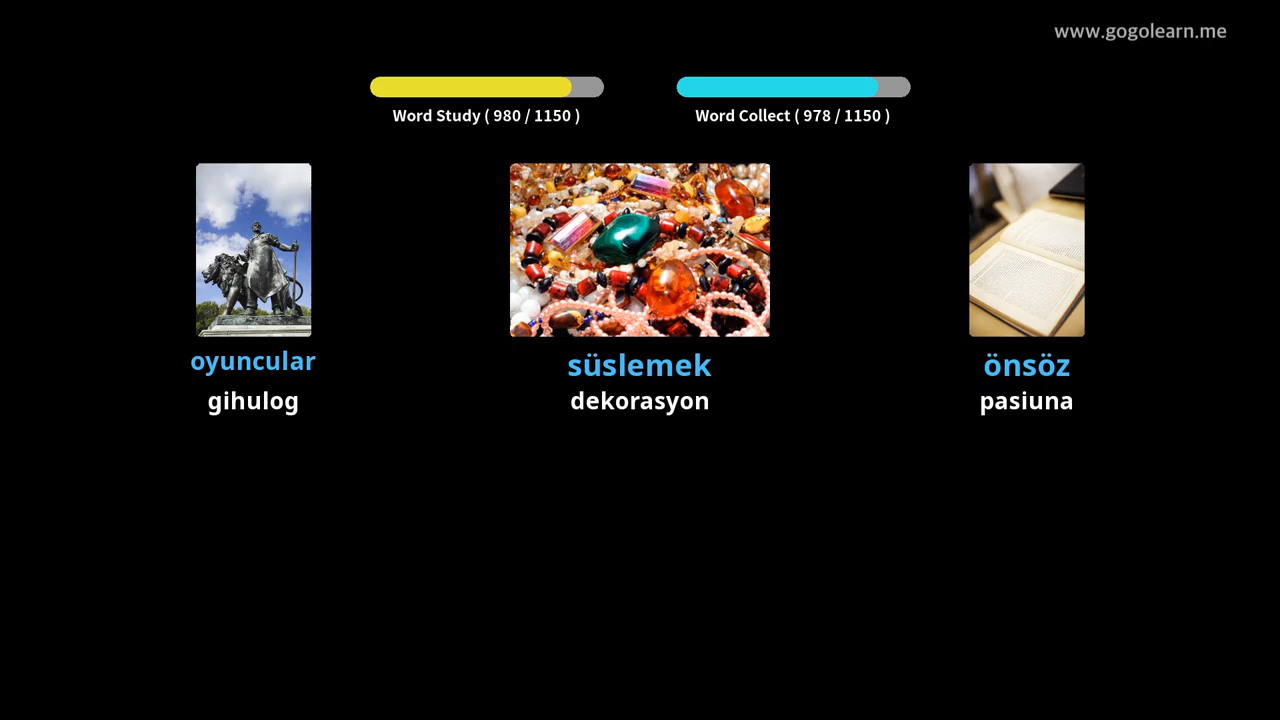 www.gogolearn.me
Word Study ( 980 / 1150 )
Word Collect ( 978 / 1150 )
oyuncular
gihulog
süslemek
dekorasyon
önsöz
pasiuna